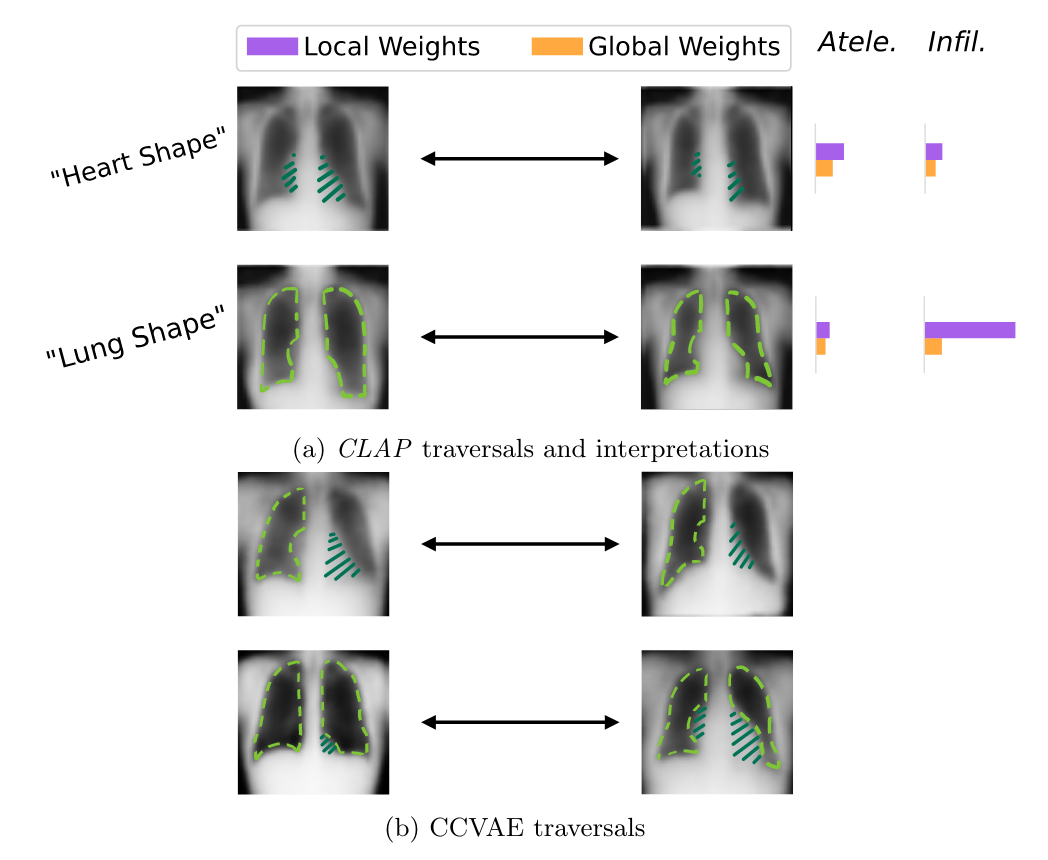 Local Weights Global Weights Atele. Infil.
"Heart Shape"
"Lung Shape"
(a) CLAP traversals and interpretations
(b) CCVAE traversals